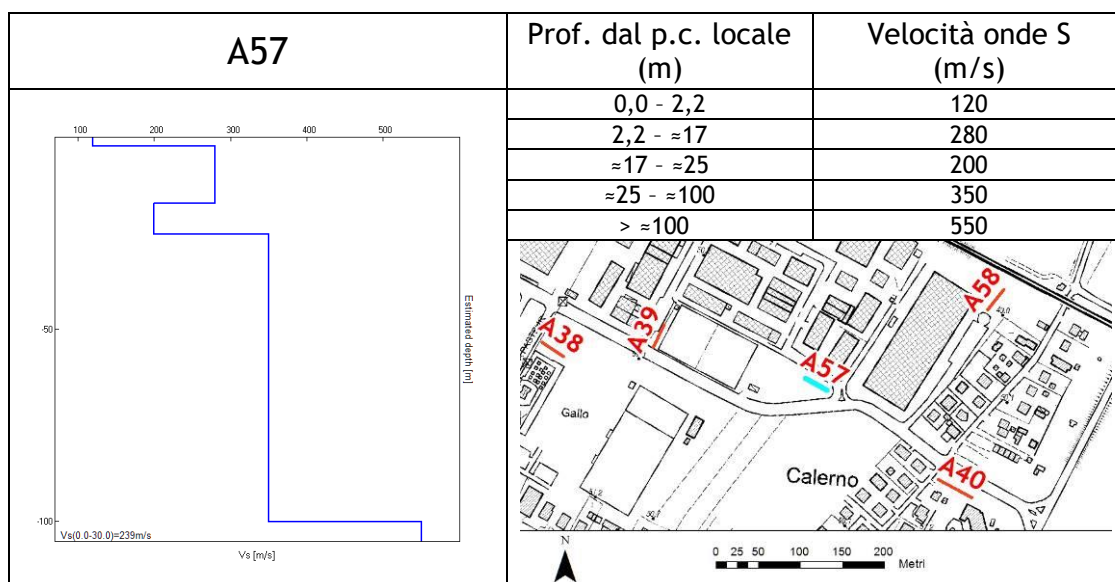 A57
Prof. dal p.c. locale
(m)
Velocità onde S
(m/s)
0,0 – 2,2 120
2,2 – ≈17 280
≈17 – ≈25 200
≈25 – ≈100 350
> ≈100 550
100 200 300 400 500
-50
-100
Estimated depth [m]
Vs(0.0-30.0)=239m/s
Vs [m/s]
A38
A39
A57
A58
A40
Gallo
Calerno
N
0 25 50 100 150 200
Metri